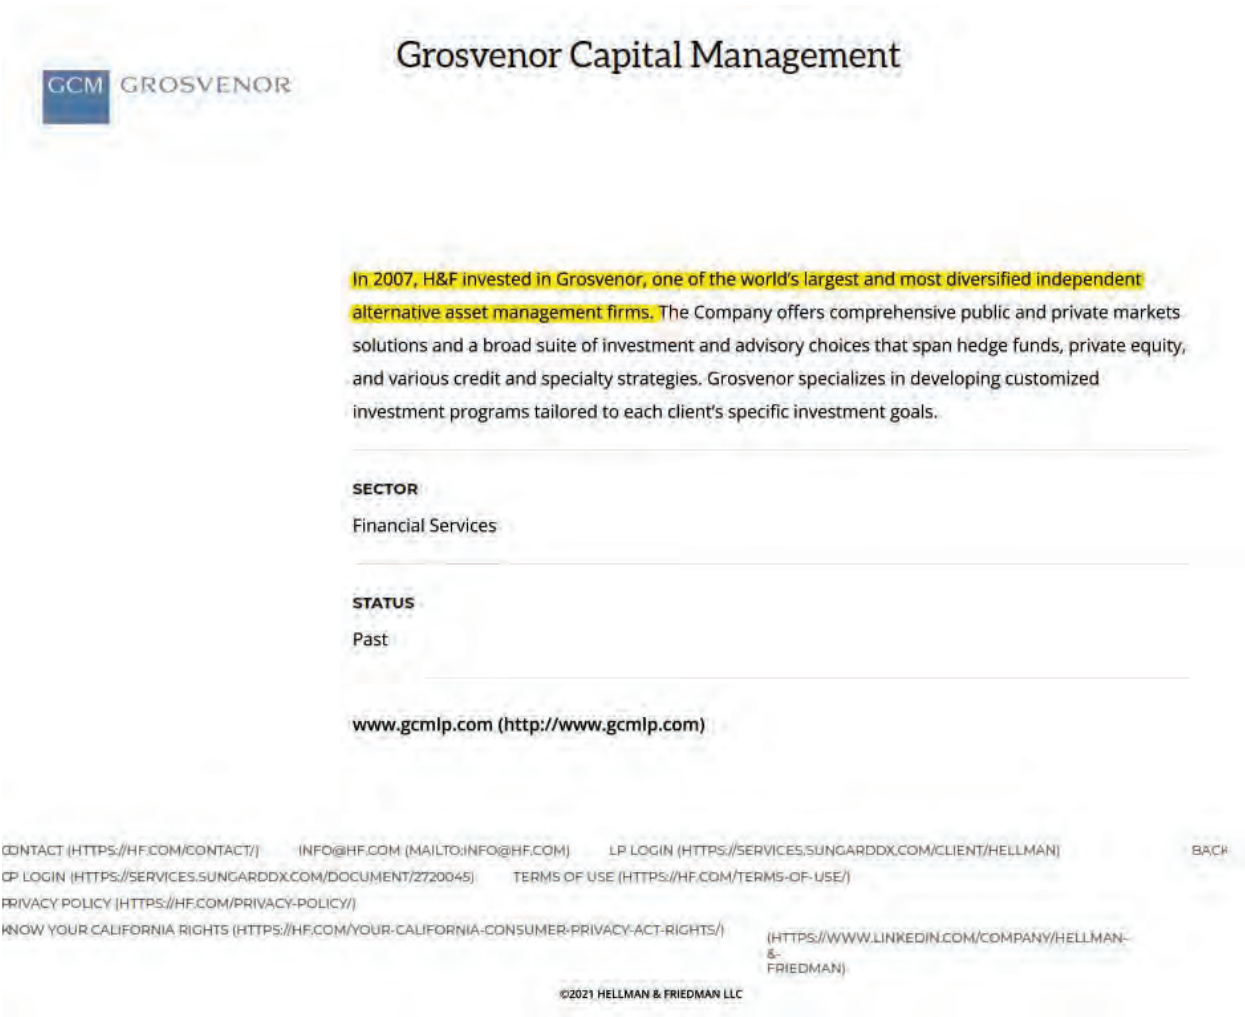 Grosvenor Capital Management
GCM GROSVENOR
In 2007, H&F invested in Grosvenor, one of the world's largest and most diversified independent
alternative asset management firms. The Company offers comprehensive public and private markets
solutions and a broad suite of investment and advisory choices that span hedge funds, private equity,
and various credit and specialty strategies. Grosvenor specializes in developing customized
investment programs tailored to each client's specific investment goals.
SECTOR
Financial Services
STATUS
Past
www.gcmlp.com (http://www.gcmlp.com)
CONTACT (HTTPS://HF.COM/CONTACT/) INFO@HF.COM (MAILTO:INFO@HF.COM) LP LOGIN (HTTPS://SERVICES.SUNGARDDX.COM/CLIENT/HELLMAN) BACK
GP LOGIN (HTTPS://SERVICES.SUNGARDDX.COM/DOCUMENT/2720045) TERMS OF USE (HTTPS://HF.COM/TERMS-OF-USE/)
PRIVACY POLICY (HTTPS://HF.COM/PRIVACY-POLICY/)
KNOW YOUR CALIFORNIA RIGHTS (HTTPS://HF.COM/YOUR-CALIFORNIA-CONSUMER-PRIVACY-ACT-RIGHTS/)
(HTTPS://WWW.LINKEDIN.COM/COMPANY/HELLMAN-
&-
FRIEDMAN)
©2021 HELLMAN & FRIEDMAN LLC